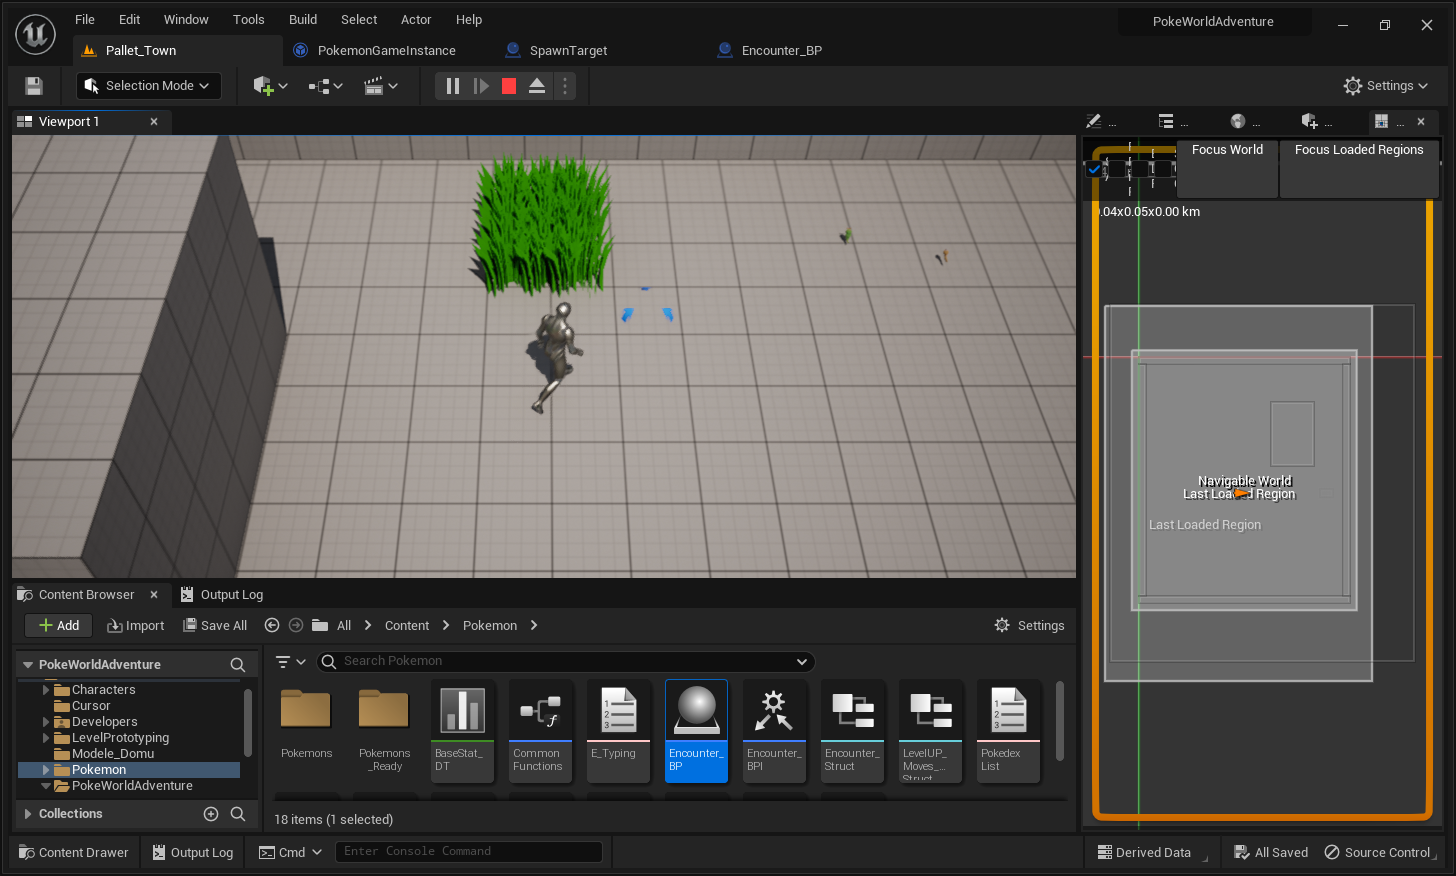 File Edit Window Tools Build Select Actor Help
PokeWorldAdventure
Pallet_Town PokemonGameInstance SpawnTarget Encounter_BP
Selection Mode
Settings
Viewport 1
... ... ... ... ...
Focus World Focus Loaded Regions
.04x0.05x0.00 km
Navigable World
Last Loaded Region
Last Loaded Region
Content Browser Output Log
Add Import Save All All Content Pokemon Settings
PokeWorldAdventure
Search Pokemon
Characters
Cursor
Developers
LevelPrototyping
Modele_Domu
Pokemon
PokeWorldAdventure
Collections
Pokemons
Pokemons
_Ready
BaseStat_
DT
Common
Functions
E_Typing
Encounter_
BP
Encounter_
BPI
Encounter_
Struct
LevelUP_
Moves_...
Struct
Pokedex
List
18 items (1 selected)
Content Drawer Output Log Cmd Enter Console Command Derived Data All Saved Source Control